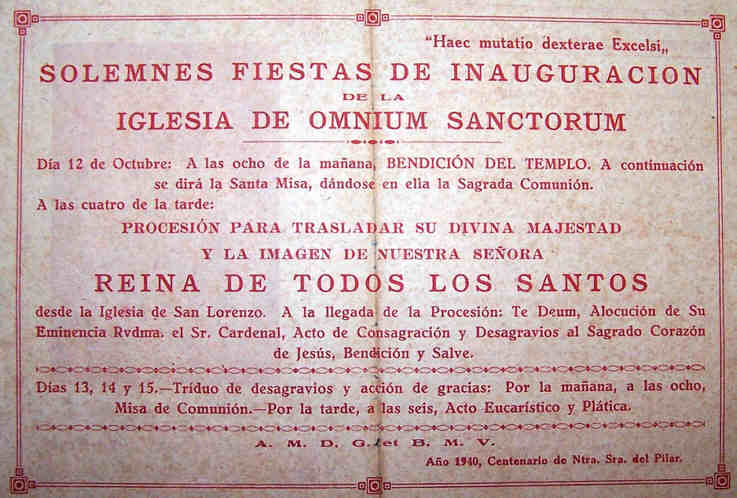 "Haec mutatio dexterae Excelsi„
SOLEMNES FIESTAS DE INAUGURACION
DE LA
IGLESIA DE OMNIUM SANCTORUM
Día 12 de Octubre: A las ocho de la mañana, BENDICIÓN DEL TEMPLO. A continuación
se dirá la Santa Misa, dándose en ella la Sagrada Comunión.
A las cuatro de la tarde:
PROCESIÓN PARA TRASLADAR SU DIVINA MAJESTAD
Y LA IMAGEN DE NUESTRA SEÑORA
REINA DE TODOS LOS SANTOS
desde la Iglesia de San Lorenzo. A la llegada de la Procesión: Te Deum, Alocución de Su
Eminencia Rvdma. el Sr. Cardenal, Acto de Consagración y Desagravios al Sagrado Corazón
de Jesús, Bendición y Salve.
Días 13, 14 y 15.—Tríduo de desagravios y acción de gracias: Por la mañana, a las ocho,
Misa de Comunión.—Por la tarde, a las seis, Acto Eucarístico y Plática.
A. M. D. G. et B. M. V.
Año 1940, Centenario de Ntra. Sra. del Pilar.